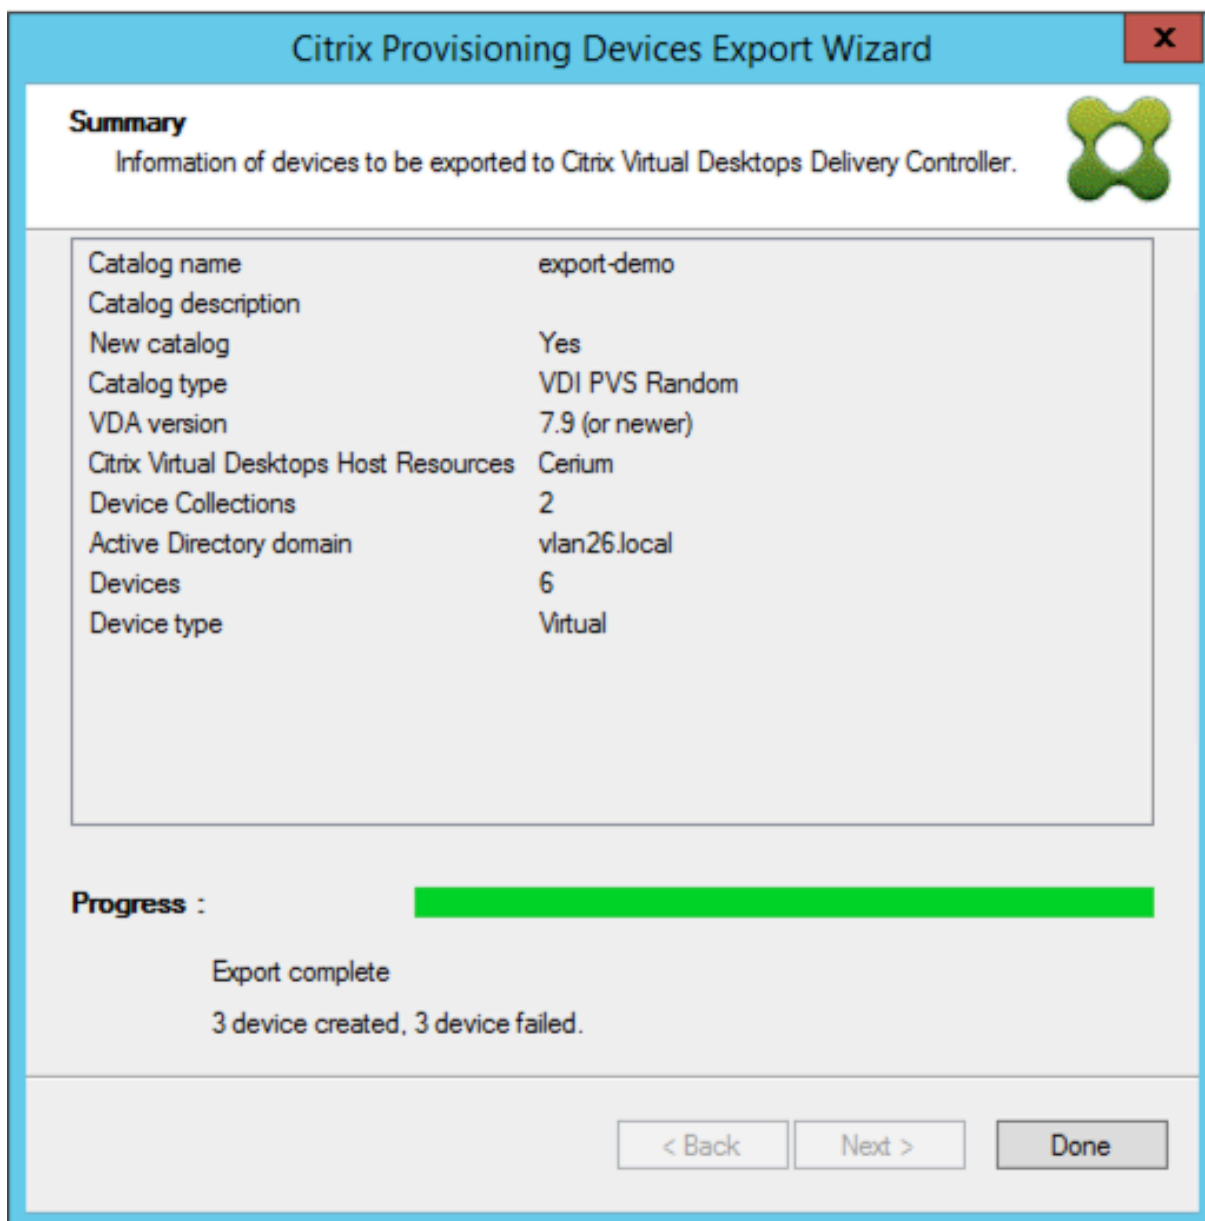 Citrix Provisioning Devices Export Wizard
x
Summary
Information of devices to be exported to Citrix Virtual Desktops Delivery Controller.
Catalog name export-demo
Catalog description
New catalog Yes
Catalog type VDI PVS Random
VDA version 7.9 (or newer)
Citrix Virtual Desktops Host Resources Cerium
Device Collections 2
Active Directory domain vlan26.local
Devices 6
Device type Virtual
Progress :
Export complete
3 device created, 3 device failed.
< Back Next > Done